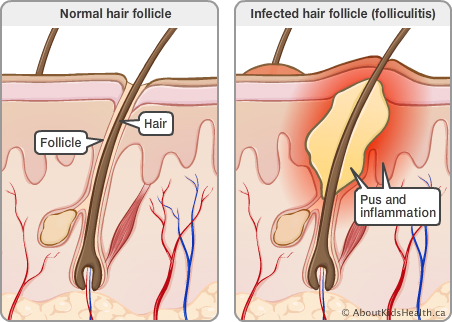 Normal hair follicle
Infected hair follicle (folliculitis)
Hair
Follicle
Pus and
inflammation
© AboutKidsHealth.ca